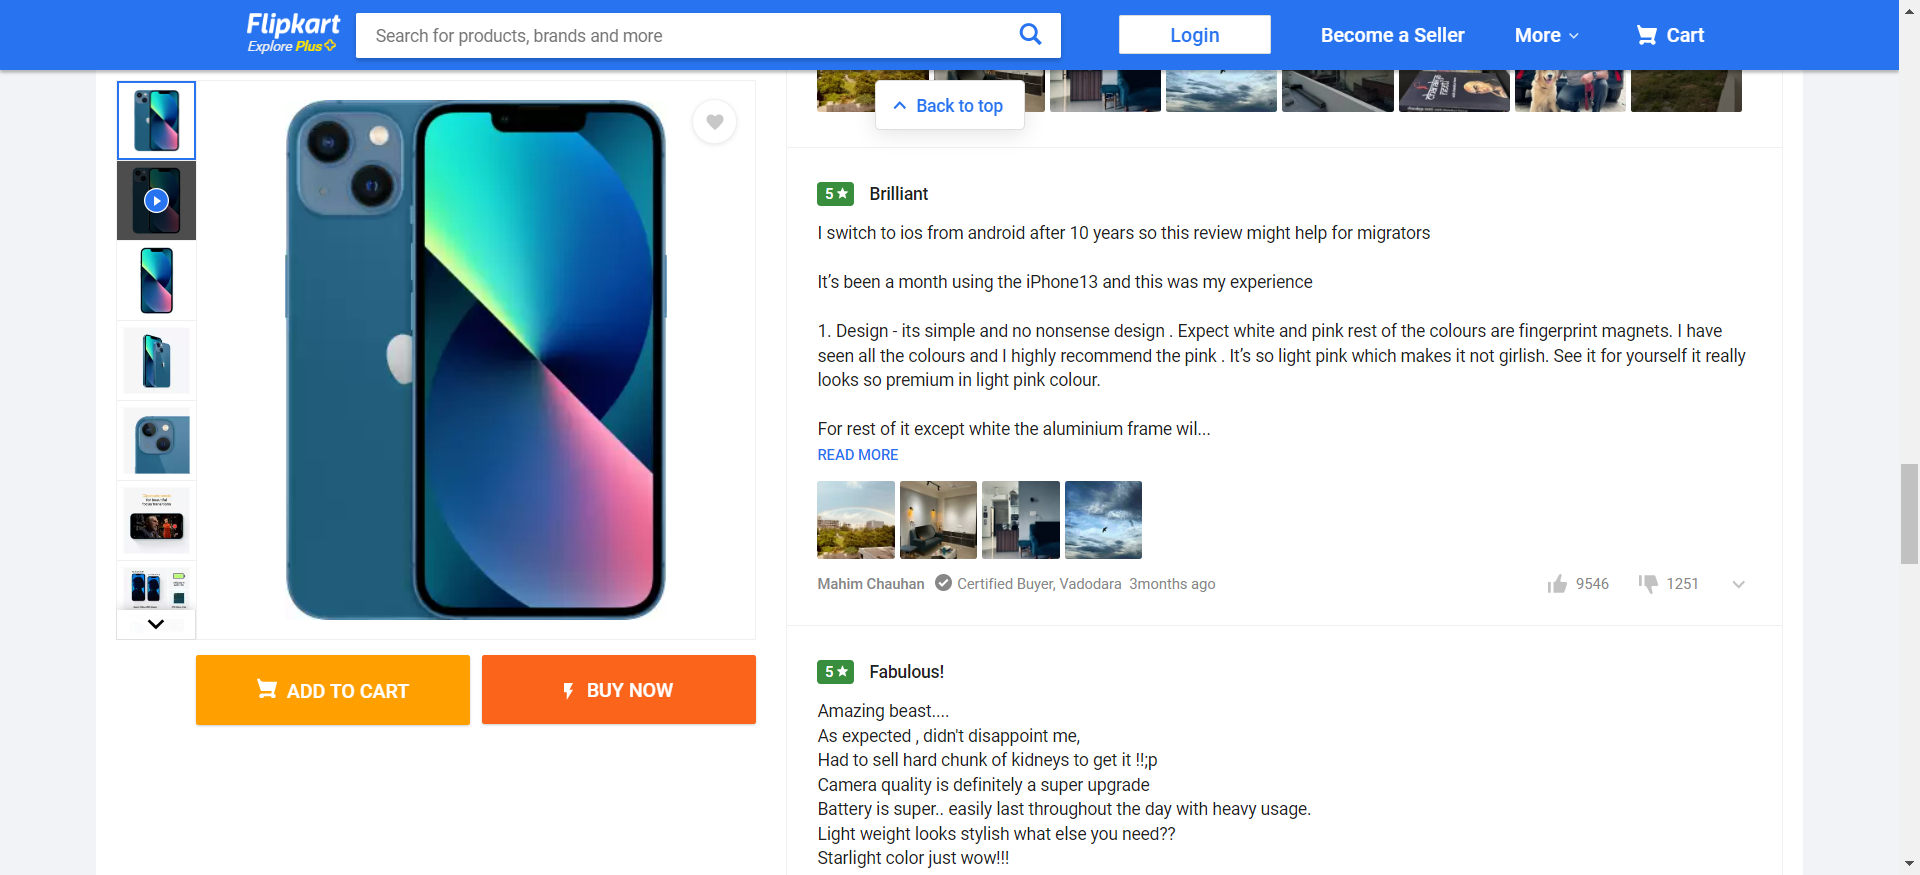 Flipkart
Explore Plus
Search for products, brands and more
Login
Become a Seller
More
Cart
Back to top
5 ★ Brilliant
I switch to ios from android after 10 years so this review might help for migrators
It’s been a month using the iPhone13 and this was my experience
1. Design - its simple and no nonsense design . Expect white and pink rest of the colours are fingerprint magnets. I have
seen all the colours and I highly recommend the pink . It’s so light pink which makes it not girlish. See it for yourself it really
looks so premium in light pink colour.
For rest of it except white the aluminium frame wil...
READ MORE
Mahim Chauhan Certified Buyer, Vadodara 3months ago 9546 1251
ADD TO CART
BUY NOW
5 ★ Fabulous!
Amazing beast....
As expected , didn't disappoint me,
Had to sell hard chunk of kidneys to get it !!;p
Camera quality is definitely a super upgrade
Battery is super.. easily last throughout the day with heavy usage.
Light weight looks stylish what else you need??
Starlight color just wow!!!